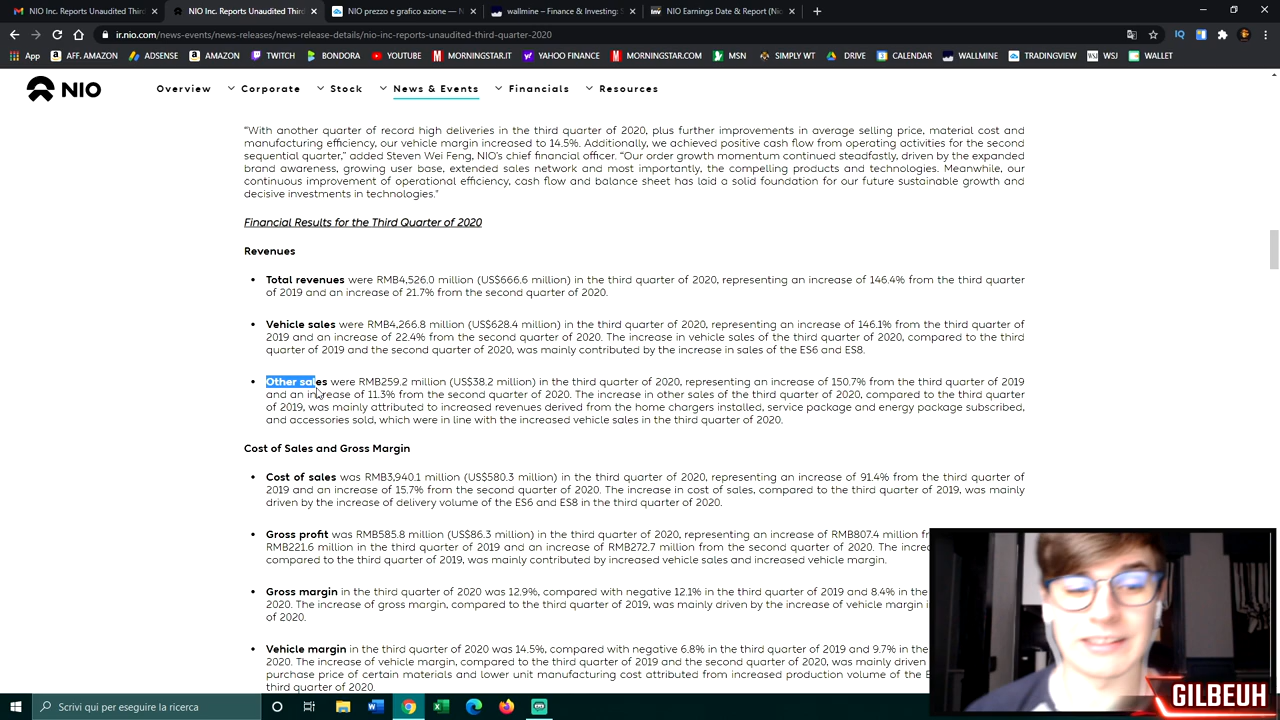 NIO Inc. Reports Unaudited Third
NIO Inc. Reports Unaudited Third
NIO prezzo e grafico azione — N
wallmine – Finance & Investing: S
NIO Earnings Date & Report (Ni
ir.nio.com/news-events/news-releases/news-release-details/nio-inc-reports-unaudited-third-quarter-2020
App AFF. AMAZON ADSENSE AMAZON TWITCH BONDORA YOUTUBE MORNINGSTAR.IT YAHOO FINANCE MORNINGSTAR.COM MSN SIMPLY WT DRIVE CALENDAR WALLMINE TRADINGVIEW WSJ WALLET
NIO Overview Corporate Stock News & Events Financials Resources
"With another quarter of record high deliveries in the third quarter of 2020, plus further improvements in average selling price, material cost and
manufacturing efficiency, our vehicle margin increased to 14.5%. Additionally, we achieved positive cash flow from operating activities for the second
sequential quarter," added Steven Wei Feng, NIO's chief financial officer. "Our order growth momentum continued steadfastly, driven by the expanded
brand awareness, growing user base, extended sales network and most importantly, the compelling products and technologies. Meanwhile, our
continuous improvement of operational efficiency, cash flow and balance sheet has laid a solid foundation for our future sustainable growth and
decisive investments in technologies."
Financial Results for the Third Quarter of 2020
Revenues
• Total revenues were RMB4,526.0 million (US$666.6 million) in the third quarter of 2020, representing an increase of 146.4% from the third quarter
of 2019 and an increase of 21.7% from the second quarter of 2020.
• Vehicle sales were RMB4,266.8 million (US$628.4 million) in the third quarter of 2020, representing an increase of 146.1% from the third quarter of
2019 and an increase of 22.4% from the second quarter of 2020. The increase in vehicle sales of the third quarter of 2020, compared to the third
quarter of 2019 and the second quarter of 2020, was mainly contributed by the increase in sales of the ES6 and ES8.
• Other sales were RMB259.2 million (US$38.2 million) in the third quarter of 2020, representing an increase of 150.7% from the third quarter of 2019
and an increase of 11.3% from the second quarter of 2020. The increase in other sales of the third quarter of 2020, compared to the third quarter
of 2019, was mainly attributed to increased revenues derived from the home chargers installed, service package and energy package subscribed,
and accessories sold, which were in line with the increased vehicle sales in the third quarter of 2020.
Cost of Sales and Gross Margin
• Cost of sales was RMB3,940.1 million (US$580.3 million) in the third quarter of 2020, representing an increase of 91.4% from the third quarter of
2019 and an increase of 15.7% from the second quarter of 2020. The increase in cost of sales, compared to the third quarter of 2019, was mainly
driven by the increase of delivery volume of the ES6 and ES8 in the third quarter of 2020.
• Gross profit was RMB585.8 million (US$86.3 million) in the third quarter of 2020, representing an increase of RMB807.4 million
RMB221.6 million in the third quarter of 2019 and an increase of RMB272.7 million from the second quarter of 2020. The
compared to the third quarter of 2019, was mainly contributed by increased vehicle sales and increased vehicle margin.
• Gross margin in the third quarter of 2020 was 12.9%, compared with negative 12.1% in the third quarter of 2019 and 8.4% in the
2020. The increase of gross margin, compared to the third quarter of 2019, was mainly driven by the increase of vehicle margin
of 2020.
• Vehicle margin in the third quarter of 2020 was 14.5%, compared with negative 6.8% in the third quarter of 2019 and 9.7% in the
2020. The increase of vehicle margin, compared to the third quarter of 2019 and the second quarter of 2020, was mainly driven
purchase price of certain materials and lower unit manufacturing cost attributed from increased production volume of the
third quarter of 2020.
GILBEUH
Scrivi qui per eseguire la ricerca